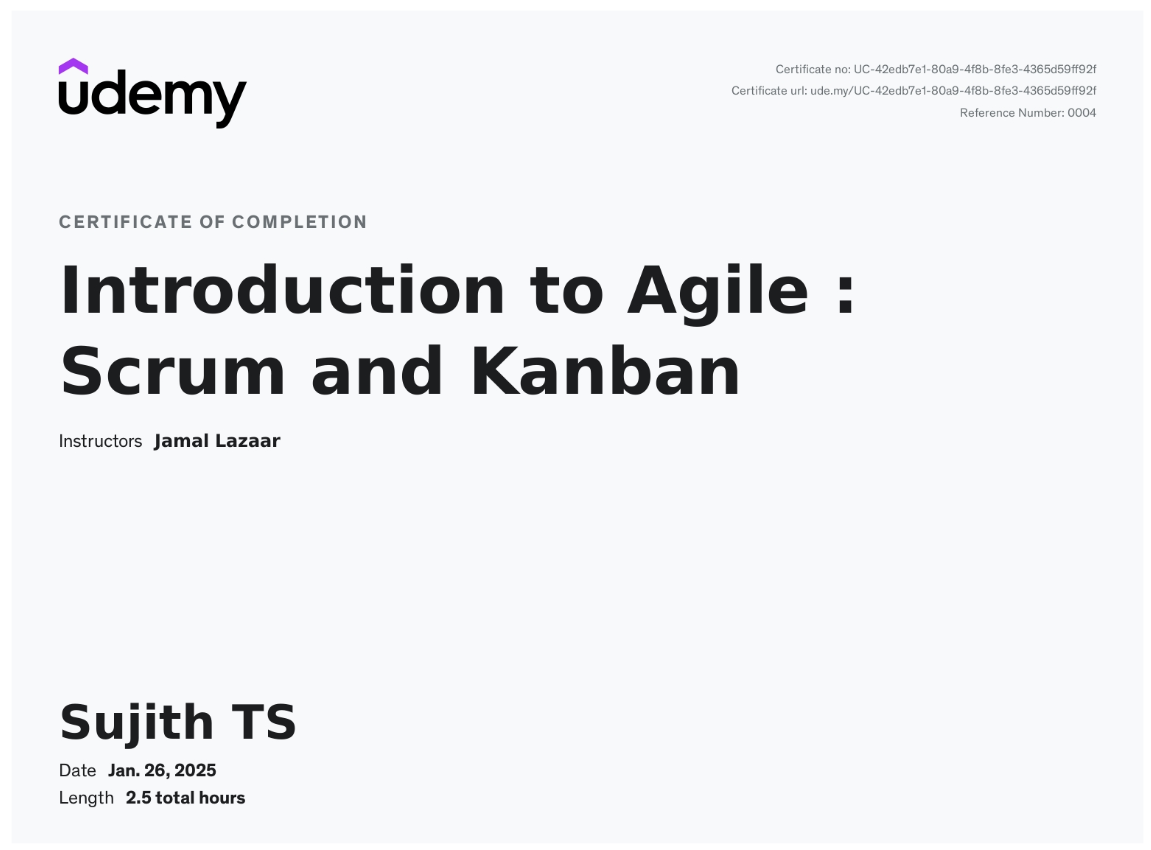 udemy
Certificate no: UC-42edb7e1-80a9-4f8b-8fe3-4365d59ff92f
Certificate url: ude.my/UC-42edb7e1-80a9-4f8b-8fe3-4365d59ff92f
Reference Number: 0004
CERTIFICATE OF COMPLETION
Introduction to Agile :
Scrum and Kanban
Instructors Jamal Lazaar
Sujith TS
Date Jan. 26, 2025
Length 2.5 total hours